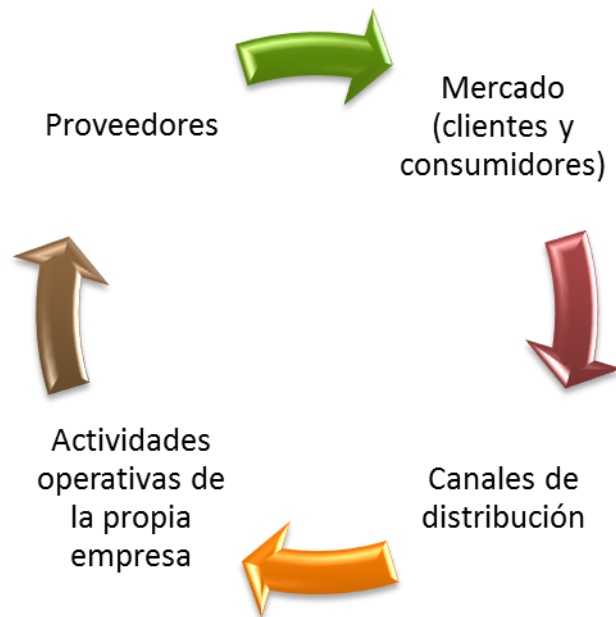 Proveedores
Mercado
(clientes y
consumidores)
Canales de
distribución
Actividades
operativas de
la propia
empresa